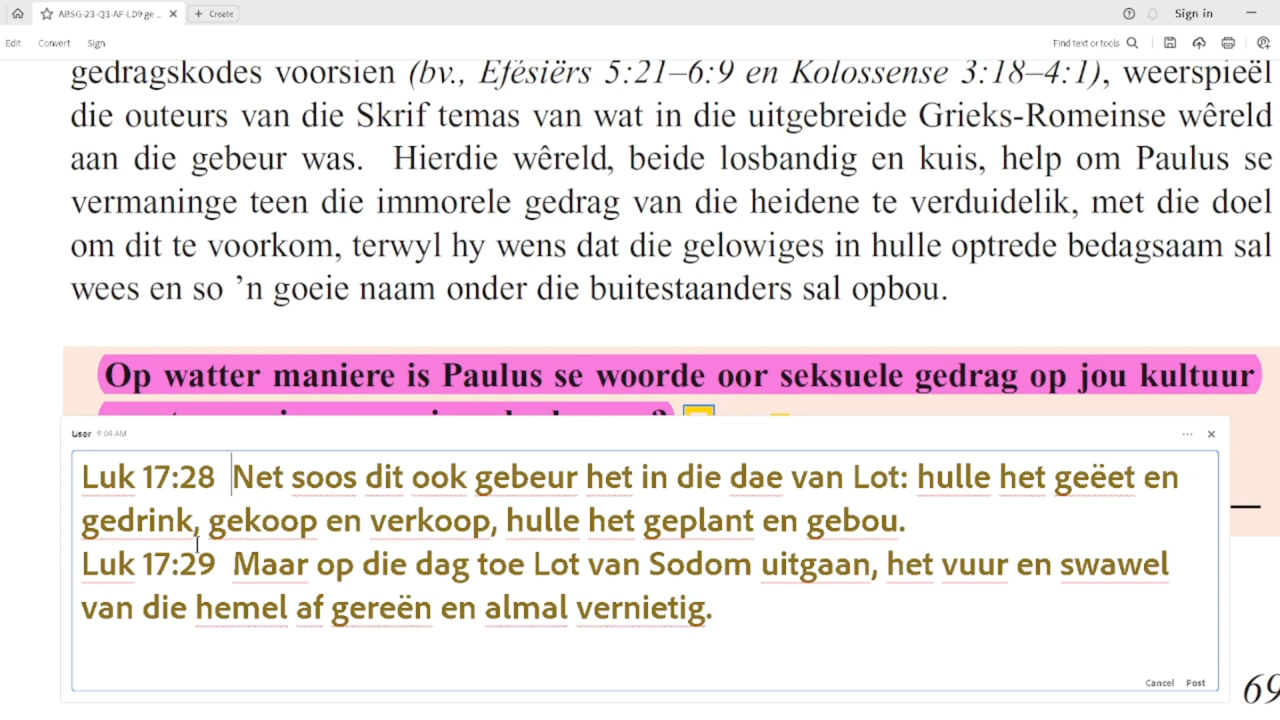 ABSG-23-Q3-AF-LD9 ge ...
Create
Sign in
Edit Convert Sign
Find text or tools
gedragskodes voorsien (bv., Efésiërs 5:21–6:9 en Kolossense 3:18–4:1), weerspieël
die outeurs van die Skrif temas van wat in die uitgebreide Grieks-Romeinse wêreld
aan die gebeur was. Hierdie wêreld, beide losbandig en kuis, help om Paulus se
vermaninge teen die immorele gedrag van die heidene te verduidelik, met die doel
om dit te voorkom, terwyl hy wens dat die gelowiges in hulle optrede bedagsaam sal
wees en so ’n goeie naam onder die buitestaanders sal opbou.
Op watter maniere is Paulus se woorde oor seksuele gedrag op jou kultuur
User 9:04 AM
Luk 17:28 Net soos dit ook gebeur het in die dae van Lot: hulle het geëet en
gedrink, gekoop en verkoop, hulle het geplant en gebou.
Luk 17:29 Maar op die dag toe Lot van Sodom uitgaan, het vuur en swawel
van die hemel af gereën en almal vernietig.
Cancel Post
69